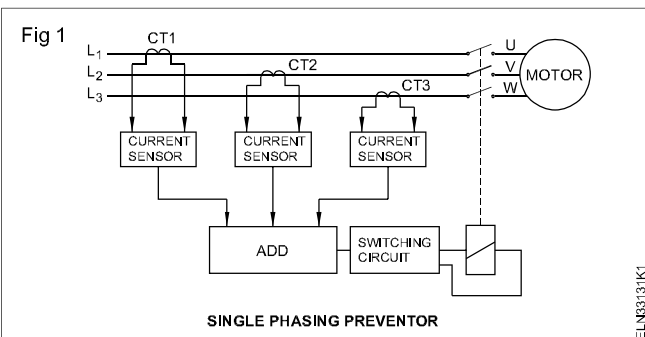 Fig 1
L1
CT1
U
L2
CT2
V
MOTOR
L3
CT3
W
CURRENT
SENSOR
CURRENT
SENSOR
CURRENT
SENSOR
ADD
SWITCHING
CIRCUIT
SINGLE PHASING PREVENTOR
ELN33131K1